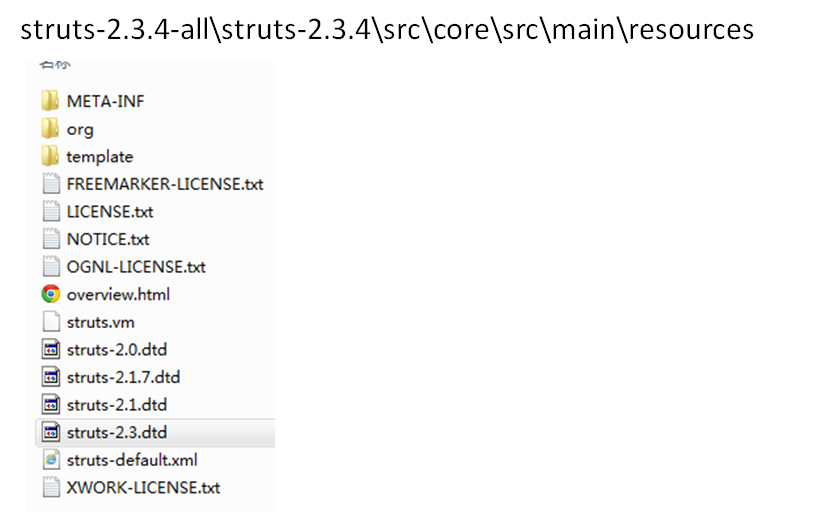 struts-2.3.4-all\struts-2.3.4\src\core\src\main\resources
名称
META-INF
org
template
FREEMARKER-LICENSE.txt
LICENSE.txt
NOTICE.txt
OGNL-LICENSE.txt
overview.html
struts.vm
struts-2.0.dtd
struts-2.1.7.dtd
struts-2.1.dtd
struts-2.3.dtd
struts-default.xml
XWORK-LICENSE.txt